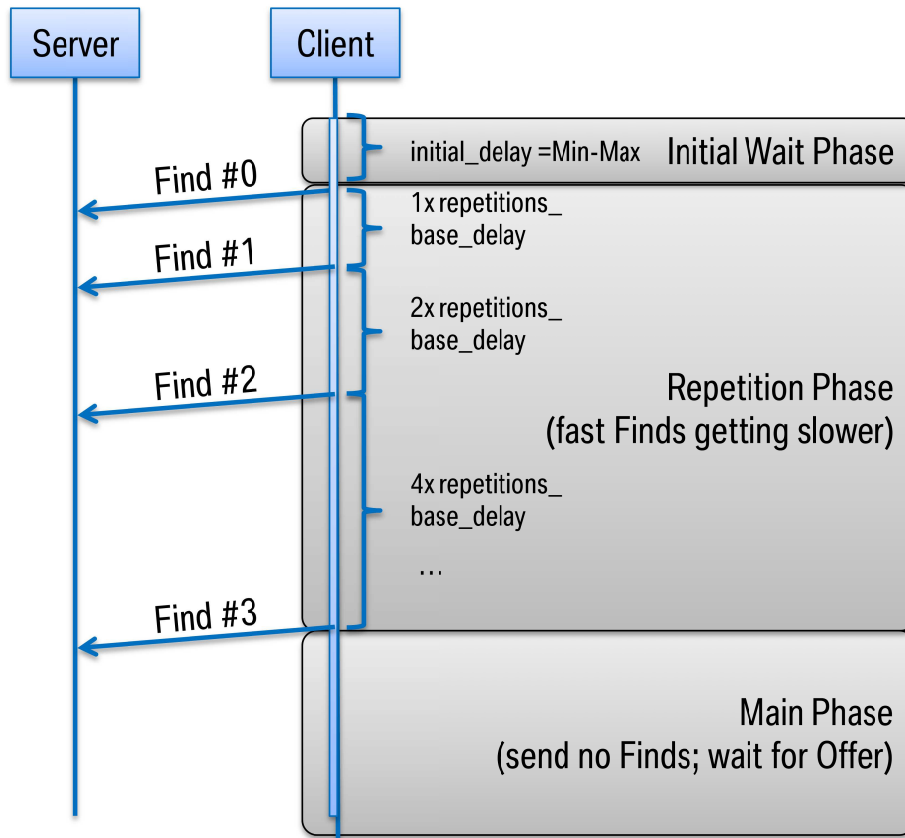 Server
Client
initial_delay =Min-Max
Initial Wait Phase
Find #0
1x repetitions_
base_delay
Find #1
2x repetitions_
base_delay
Find #2
Repetition Phase
(fast Finds getting slower)
4x repetitions_
base_delay
...
Find #3
Main Phase
(send no Finds; wait for Offer)